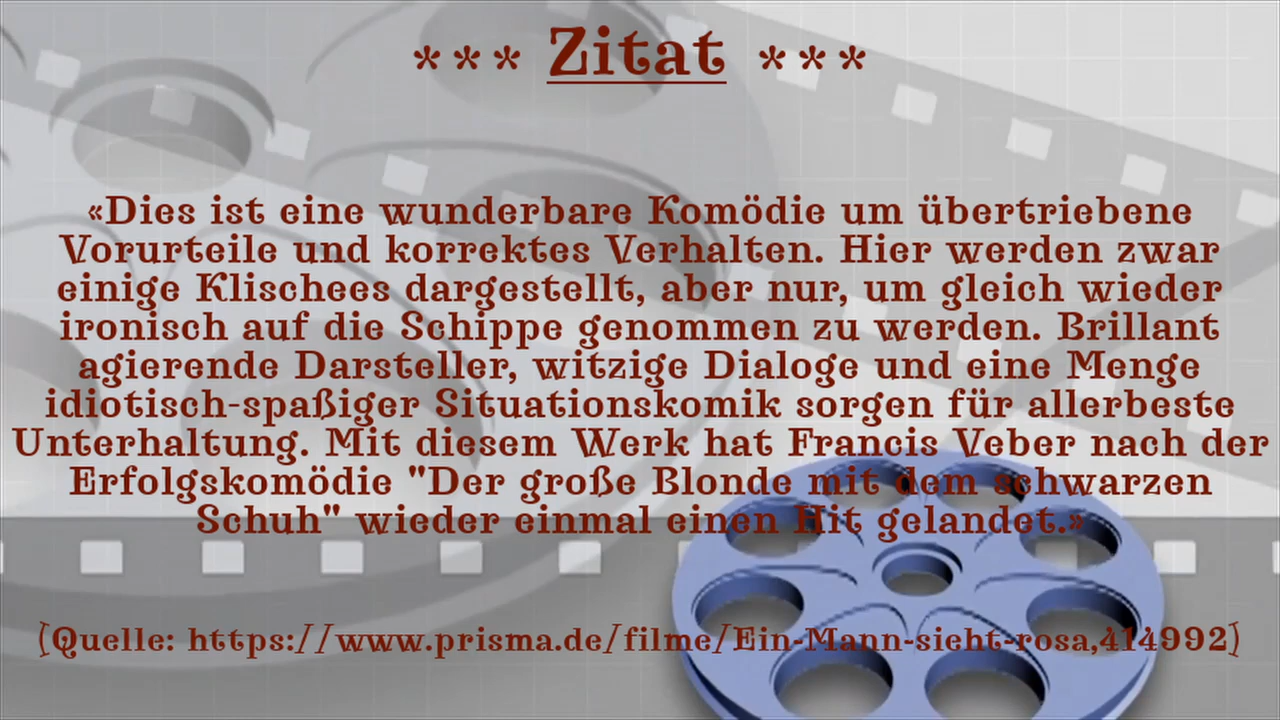 *** Zitat ***
«Dies ist eine wunderbare Komödie um übertriebene
Vorurteile und korrektes Verhalten. Hier werden zwar
einige Klischees dargestellt, aber nur, um gleich wieder
ironisch auf die Schippe genommen zu werden. Brillant
agierende Darsteller, witzige Dialoge und eine Menge
idiotisch-spaßiger Situationskomik sorgen für allerbeste
Unterhaltung. Mit diesem Werk hat Francis Veber nach der
Erfolgskomödie "Der große Blonde mit dem schwarzen
Schuh" wieder einmal einen Hit gelandet.»
(Quelle: https://www.prisma.de/filme/Ein-Mann-sieht-rosa,414992)